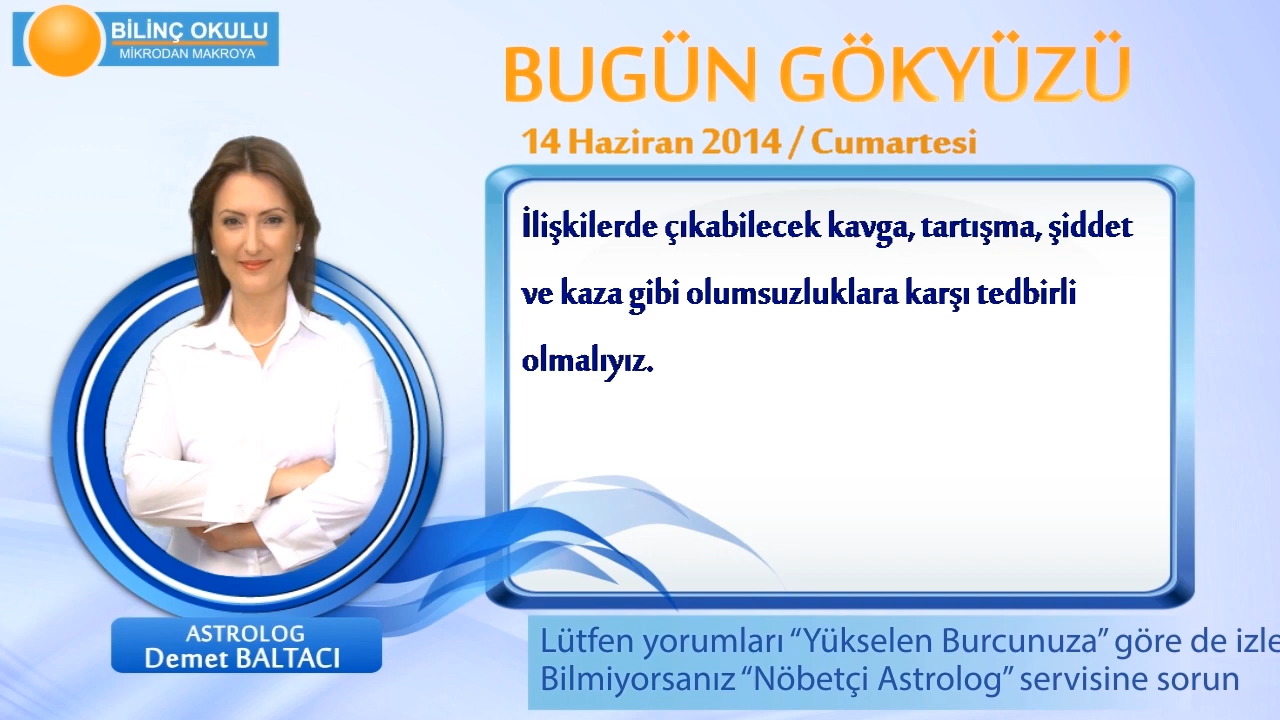 BİLİNÇ OKULU
MİKRODAN MAKROYA
BUGÜN GÖKYÜZÜ
14 Haziran 2014 / Cumartesi
İlişkilerde çıkabilecek kavga, tartışma, şiddet
ve kaza gibi olumsuzluklara karşı tedbirli
olmalıyız.
ASTROLOG
Demet BALTACI
Lütfen yorumları “Yükselen Burcunuza” göre de izle
Bilmiyorsanız “Nöbetçi Astrolog” servisine sorun